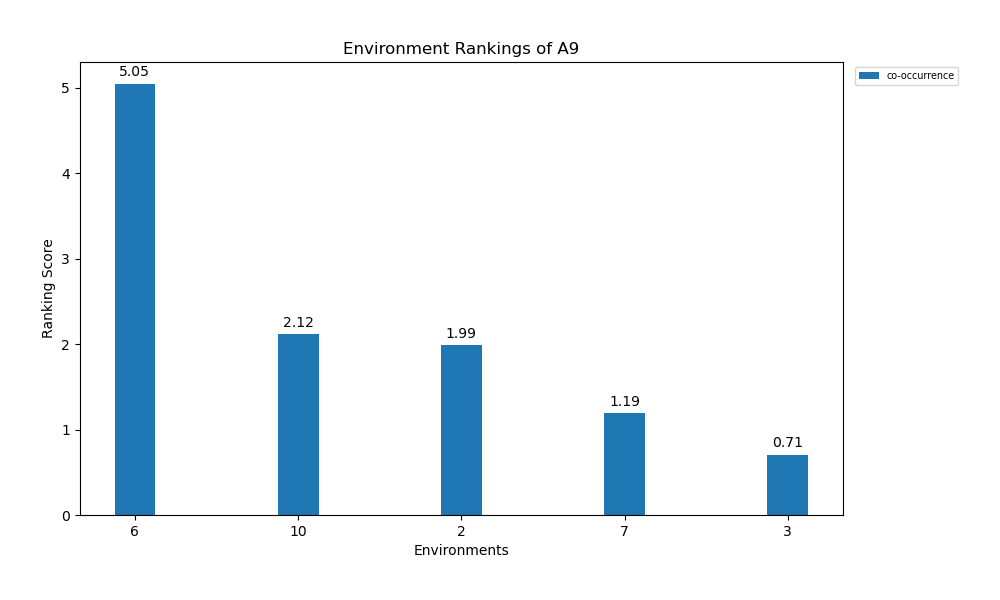 Environment Rankings of A9
co-occurrence
5.05
2.12
1.99
1.19
0.71
5
4
3
2
1
0
Ranking Score
6 10 2 7 3
Environments